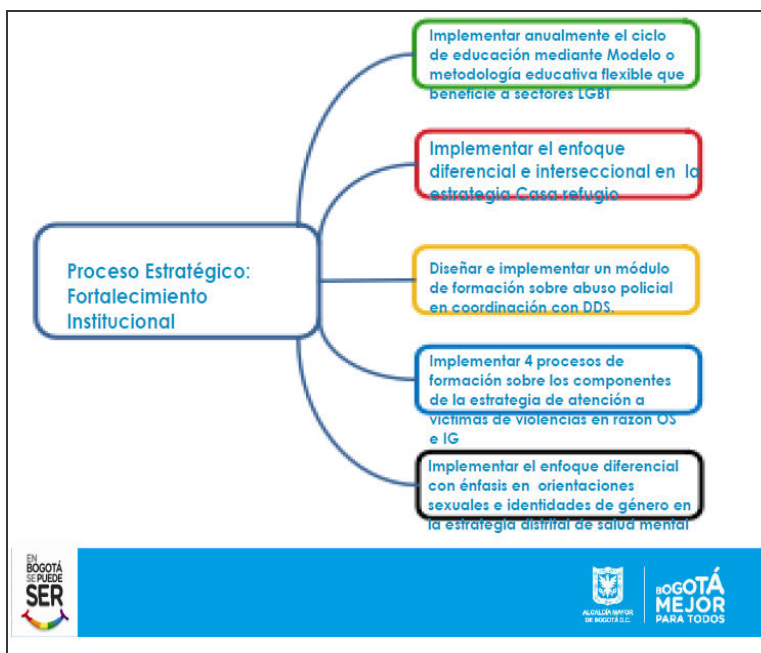 Implementar anualmente el ciclo
de educación mediante Modelo o
metodología educativa flexible que
beneficie a sectores LGBT
Implementar el enfoque
diferencial e interseccional en la
estrategia Casa refugio
Proceso Estratégico:
Fortalecimiento
Institucional
Diseñar e implementar un módulo
de formación sobre abuso policial
en coordinación con DDS.
Implementar 4 procesos de
formación sobre los componentes
de la estrategia de atención a
víctimas de violencias en razón OS
e IG
Implementar el enfoque diferencial
con énfasis en orientaciones
sexuales e identidades de género en
la estrategia distrital de salud mental
EN
BOGOTÁ
SE PUEDE
SER
ALCALDÍA MAYOR
DE BOGOTÁ D.C.
BOGOTÁ
MEJOR
PARA TODOS